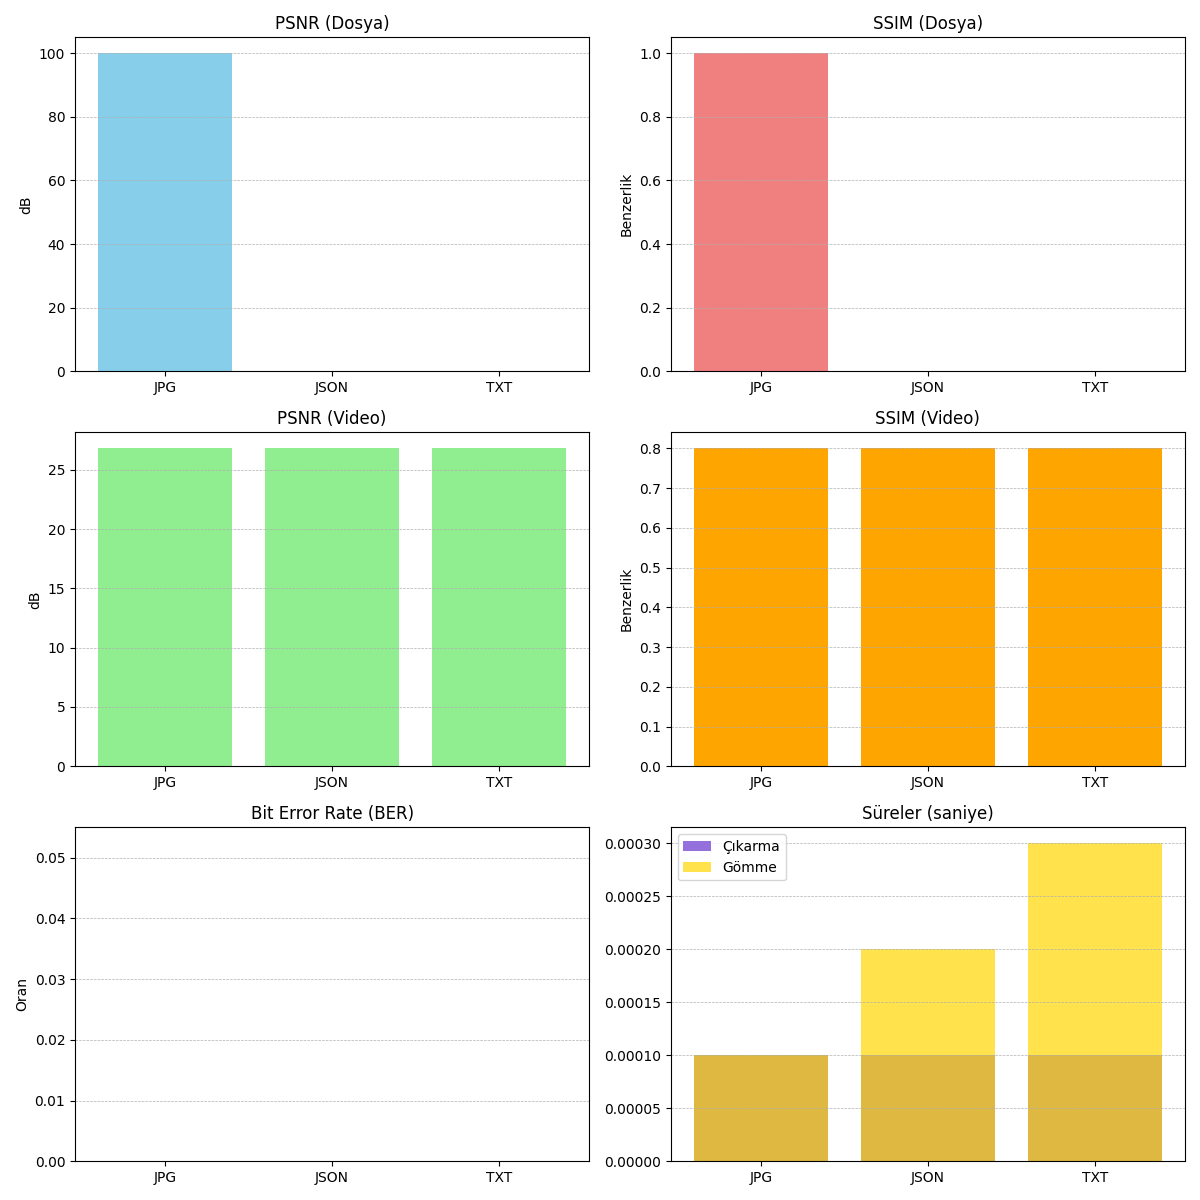 PSNR (Dosya)
dB
100
80
60
40
20
0
JPG JSON TXT
SSIM (Dosya)
Benzerlik
1.0
0.8
0.6
0.4
0.2
0.0
JPG JSON TXT
PSNR (Video)
dB
25
20
15
10
5
0
JPG JSON TXT
SSIM (Video)
Benzerlik
0.8
0.7
0.6
0.5
0.4
0.3
0.2
0.1
0.0
JPG JSON TXT
Bit Error Rate (BER)
Oran
0.05
0.04
0.03
0.02
0.01
0.00
JPG JSON TXT
Süreler (saniye)
Çıkarma
Gömme
0.00030
0.00025
0.00020
0.00015
0.00010
0.00005
0.00000
JPG JSON TXT